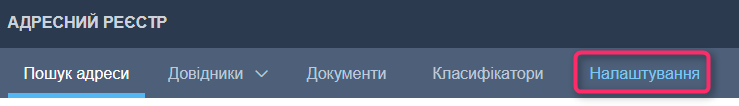 АДРЕСНИЙ РЕЄСТР
Пошук адреси Довідники Документи Класифікатори Налаштування